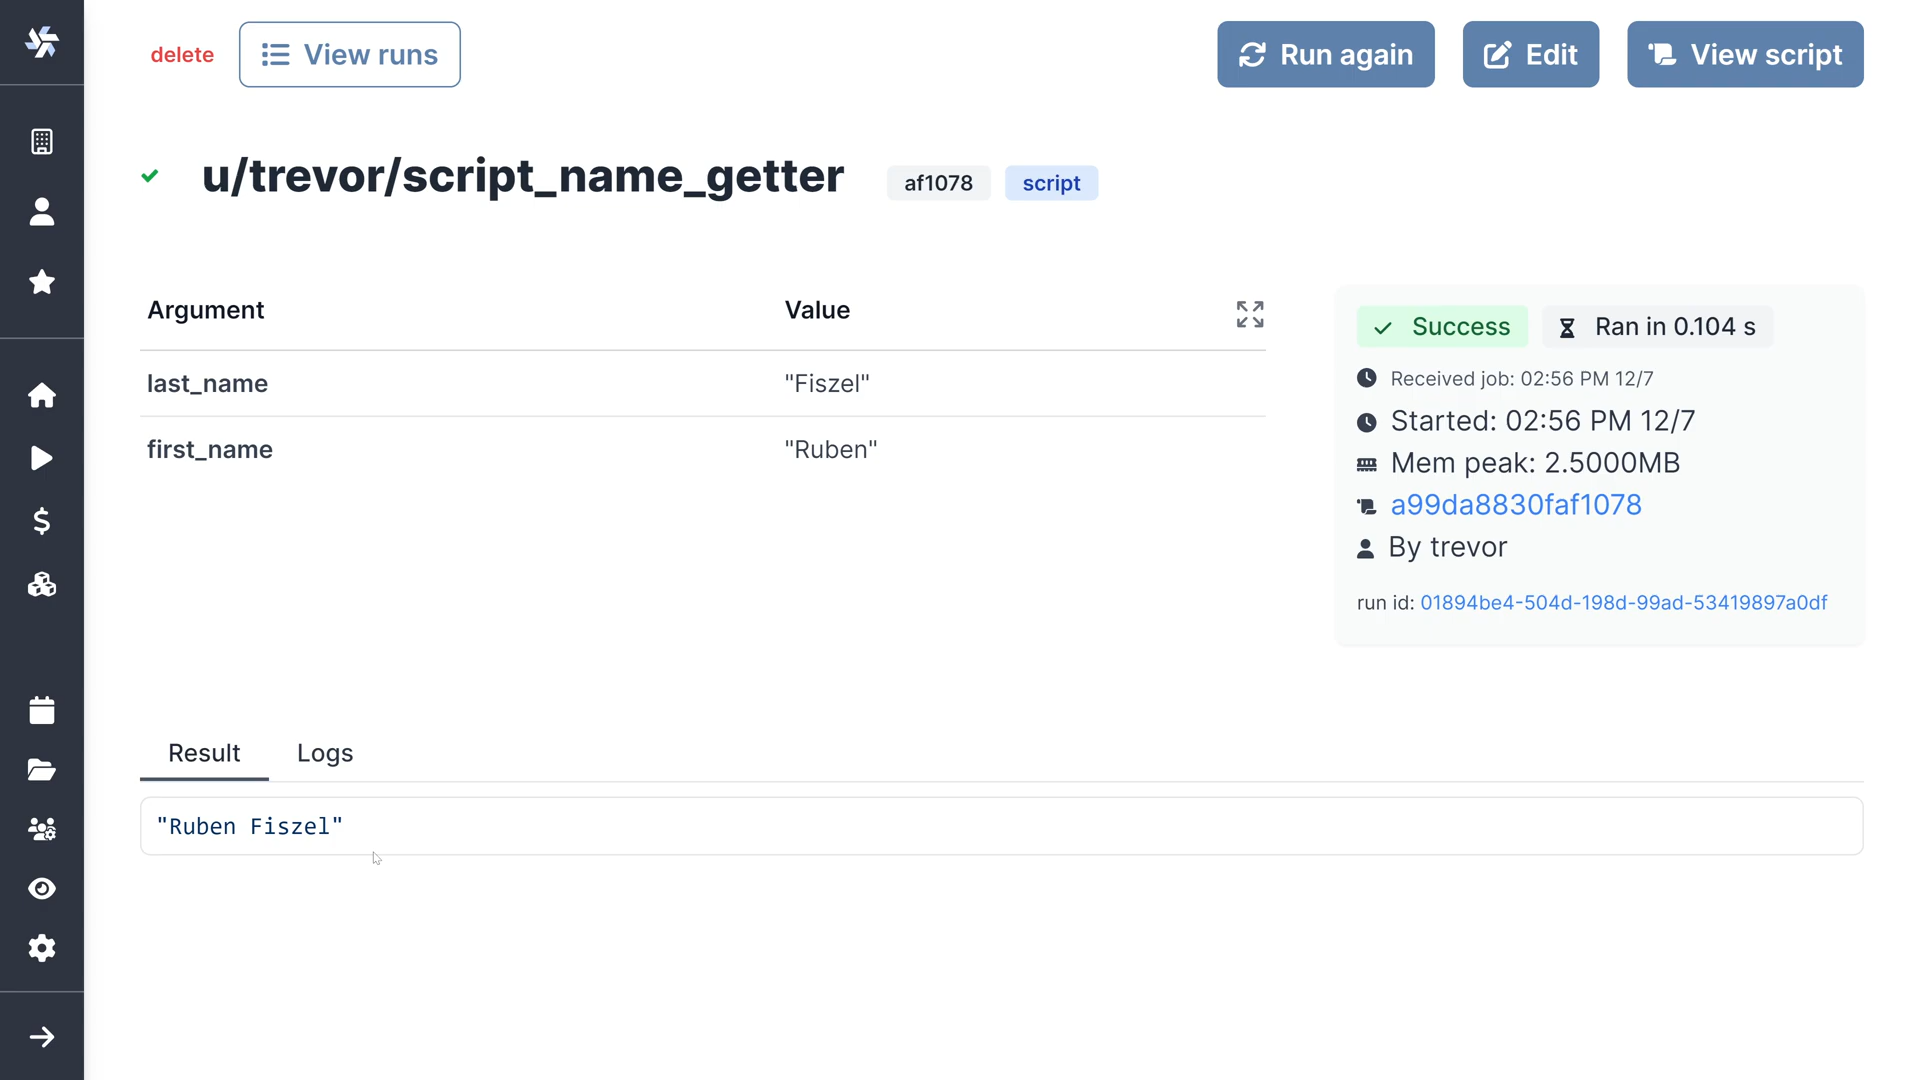 delete
View runs
Run again
Edit
View script
u/trevor/script_name_getter
af1078
script
Argument
Value
last_name
"Fiszel"
first_name
"Ruben"
Success
Ran in 0.104 s
Received job: 02:56 PM 12/7
Started: 02:56 PM 12/7
Mem peak: 2.5000MB
a99da8830faf1078
By trevor
run id: 01894be4-504d-198d-99ad-53419897a0df
Result
Logs
"Ruben Fiszel"